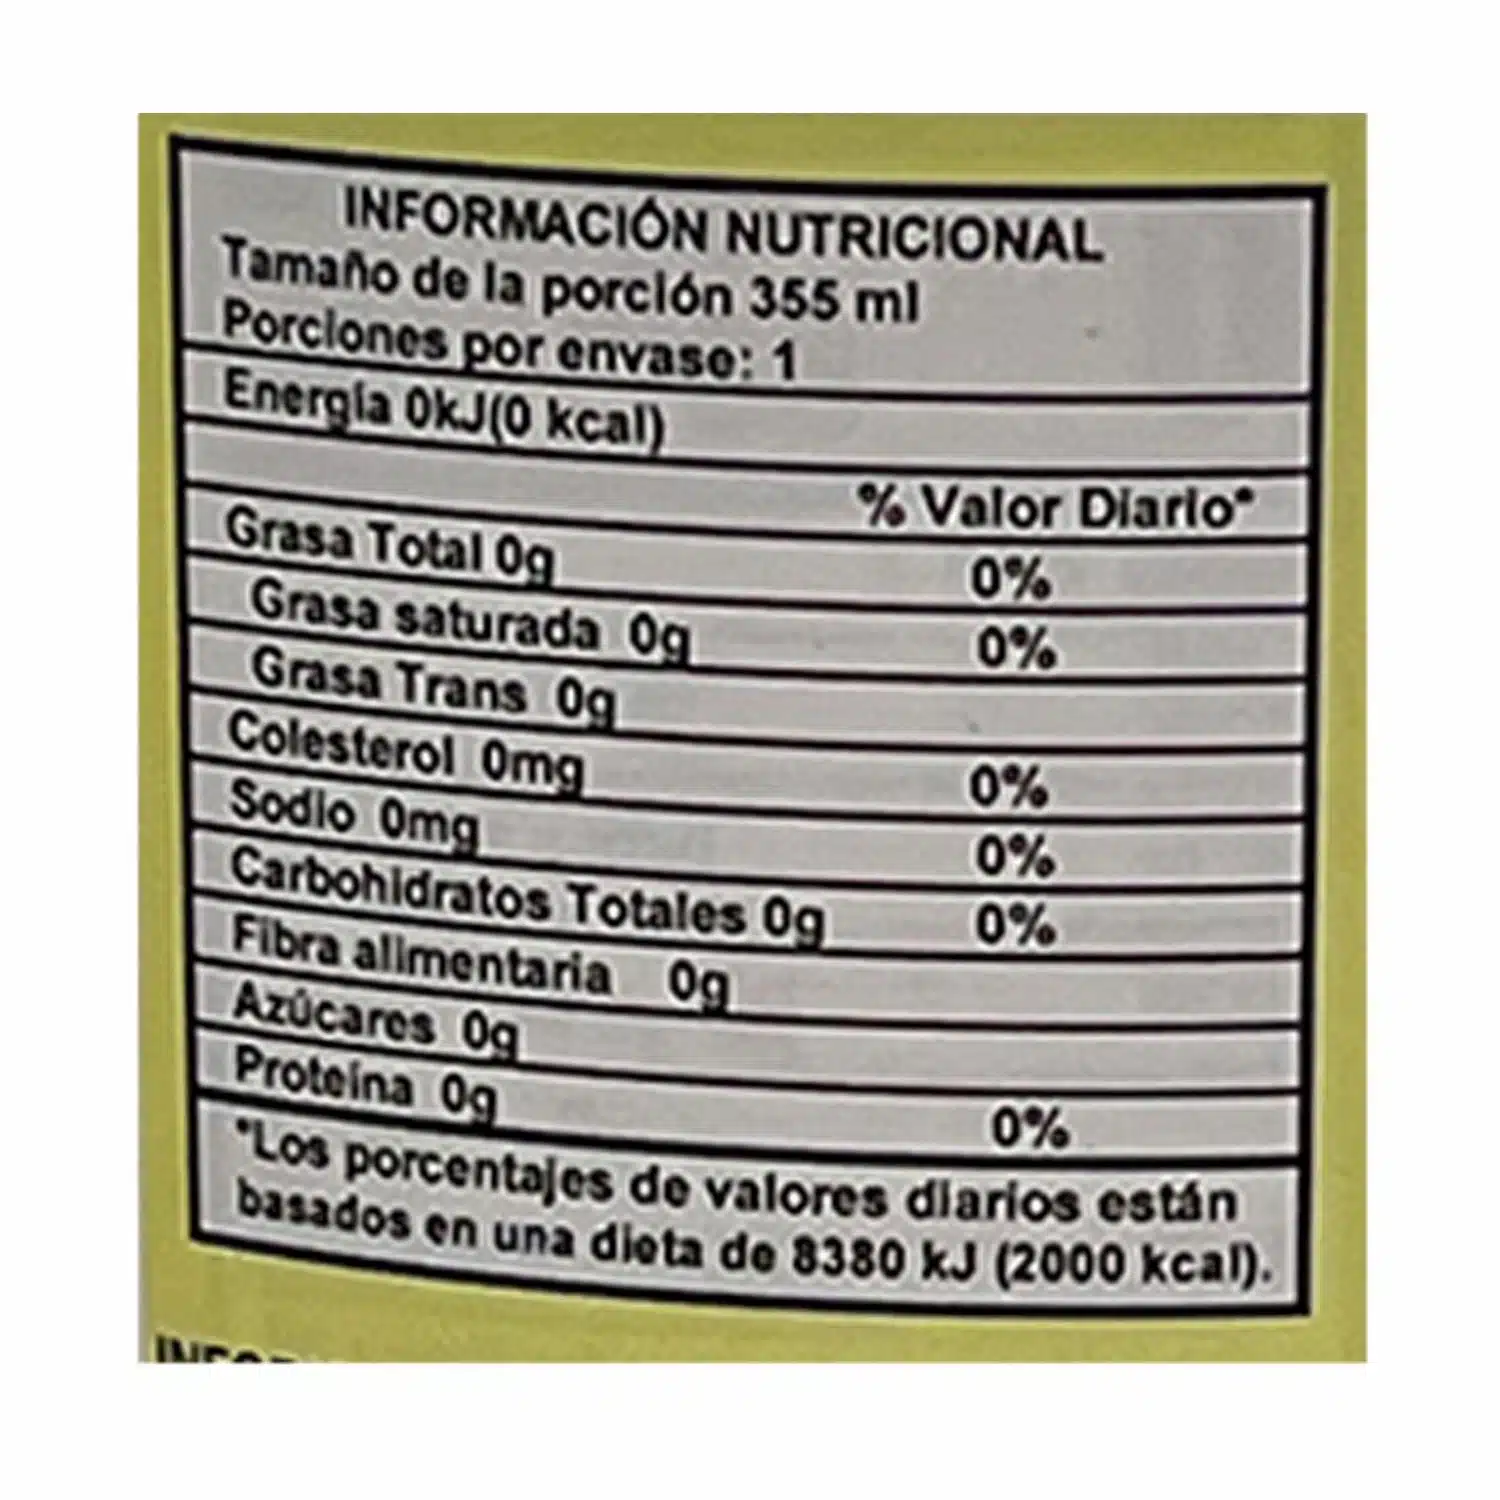 INFORMACIÓN NUTRICIONAL
Tamaño de la porción 355 ml
Porciones por envase: 1
Energía 0kJ(0 kcal)
% Valor Diario*
Grasa Total 0g 0%
Grasa saturada 0g 0%
Grasa Trans 0g
Colesterol 0mg 0%
Sodio 0mg 0%
Carbohidratos Totales 0g 0%
Fibra alimentaria 0g
Azúcares 0g
Proteína 0g 0%
*Los porcentajes de valores diarios están
basados en una dieta de 8380 kJ (2000 kcal).